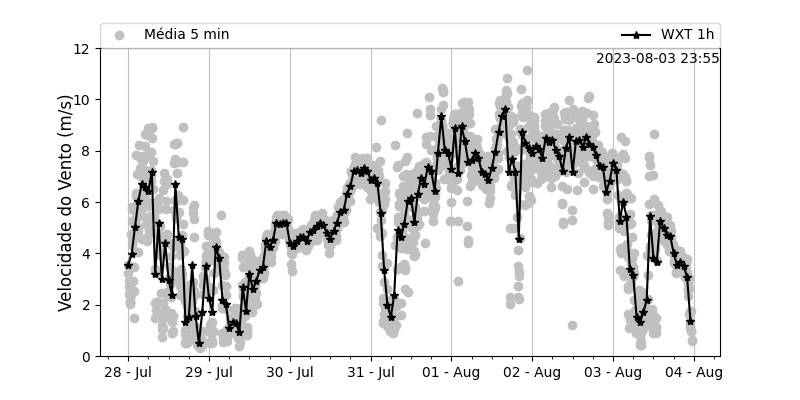 Média 5 min
WXT 1h
2023-08-03 23:55
Velocidade do Vento (m/s)
12
10
8
6
4
2
0
28 - Jul
29 - Jul
30 - Jul
31 - Jul
01 - Aug
02 - Aug
03 - Aug
04 - Aug